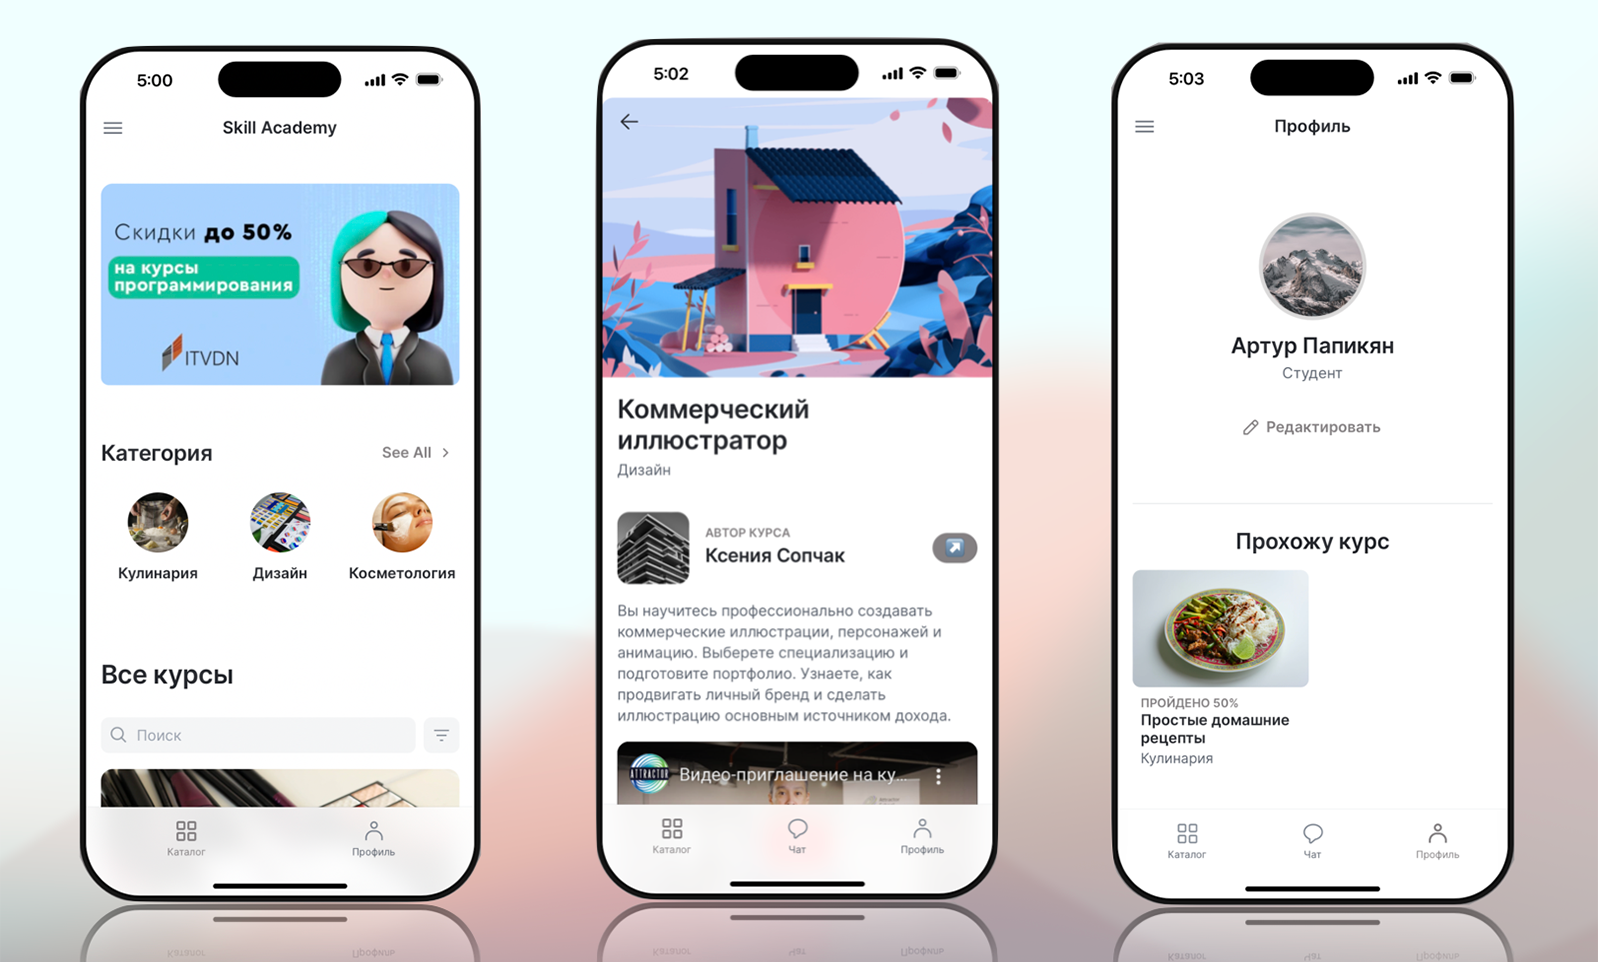 5:00
Skill Academy
Скидки до 50%
на курсы
программирования
ITVDN
Категория
See All
Кулинария
Дизайн
Косметология
Все курсы
Поиск
Каталог
Профиль
5:02
Коммерческий
иллюстратор
Дизайн
АВТОР КУРСА
Ксения Сопчак
Вы научитесь профессионально создавать
коммерческие иллюстрации, персонажей и
анимацию. Выберете специализацию и
подготовите портфолио. Узнаете, как
продвигать личный бренд и сделать
иллюстрацию основным источником дохода.
ATTRACTOR
Видео-приглашение на ку...
Каталог
Чат
Профиль
5:03
Профиль
Артур Папикян
Студент
Редактировать
Прохожу курс
ПРОЙДЕНО 50%
Простые домашние
рецепты
Кулинария
Каталог
Чат
Профиль